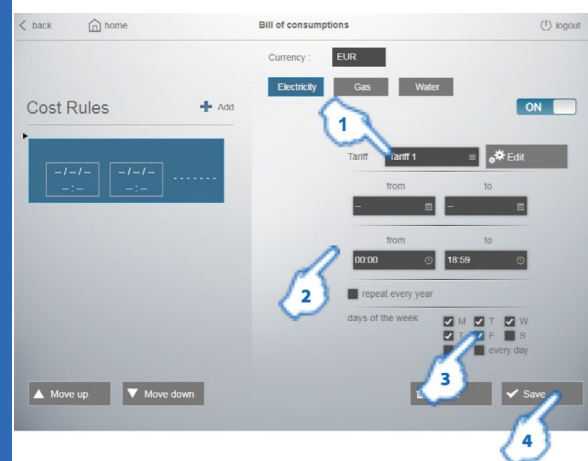 back
home
Bill of consumptions
logout
Currency :
EUR
Electricity
Gas
Water
Cost Rules
Add
ON
1
Tariff
Tariff 1
Edit
--/--/--
--/--/--
-------
--:--
--:--
from
to
--
--
from
to
00:00
18:59
2
repeat every year
days of the week
M
T
W
T
F
S
every day
3
Move up
Move down
Save
4